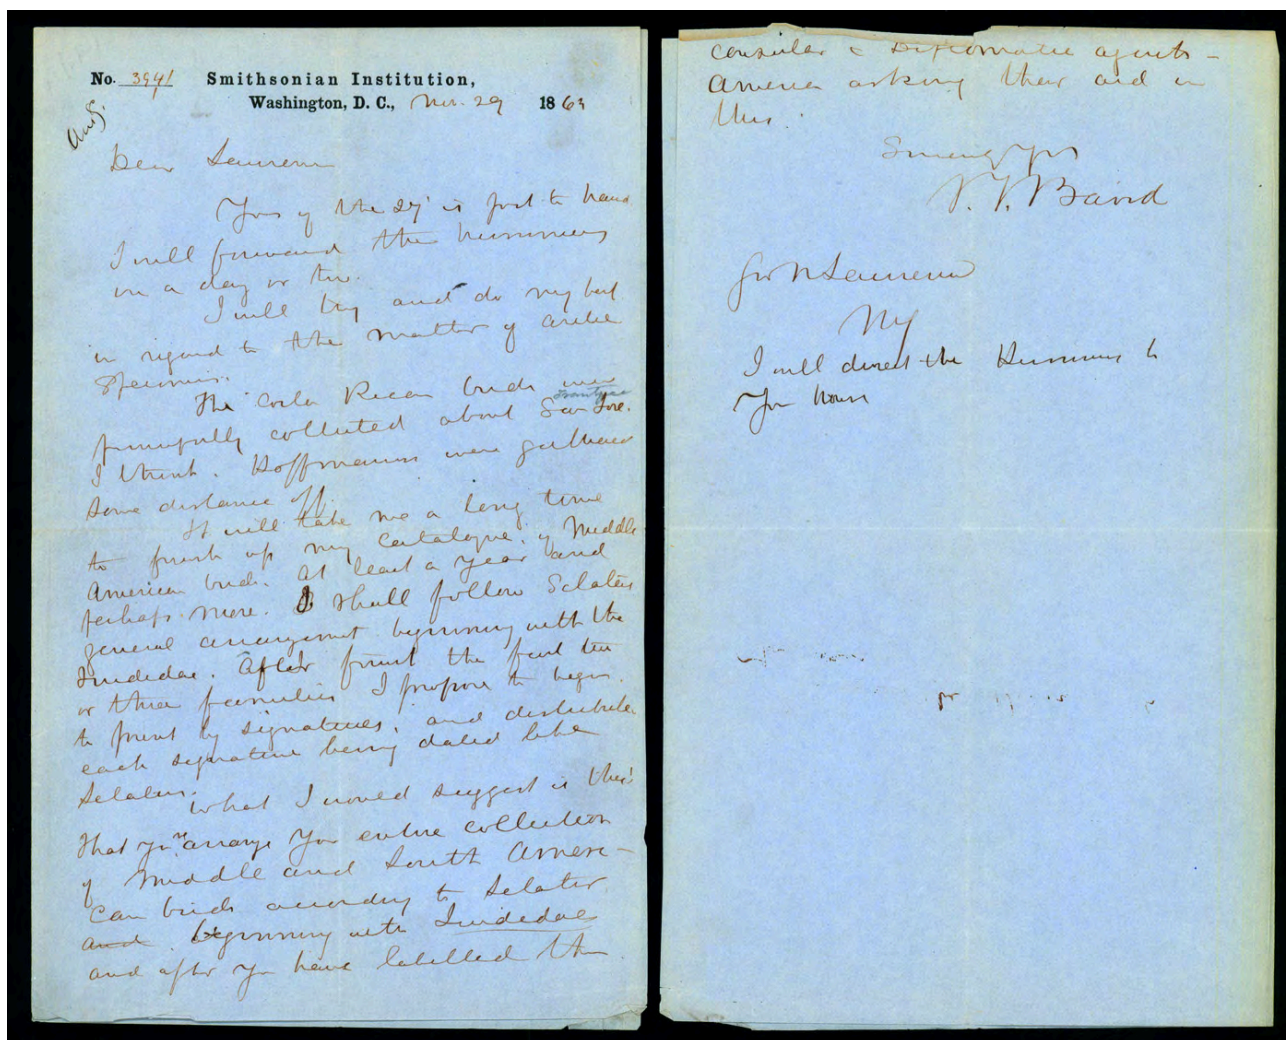 No. 3941 Smithsonian Institution,
Washington, D. C., Nov. 29 1863
Ansd.
Dear Lawrence
Yours of the 27 is just to hand
I will forward the hummers
in a day or two.
I will try and do my best
in regard to the matter of arctic
specimens.
The Costa Rican birds were
Frantzius
principally collected about San Jose.
I think. Hoffmanns were gathered
some distance off.
It will take me a long time
to finish up my catalogue of Middle
American birds. At least a year and
perhaps more. I shall follow Sclaters
general arrangement beginning with the
Turdidae. After the first two
or three families I propose to begin
to print by signatures, and distribute
each signature being dated like
Sclaters.
What I would suggest is this
that you rearrange your entire collection
of Middle and South Ameri-
can birds according to Sclater
and beginning with Turdidae
and after you have labelled them
consular & Diplomatic agents -
America asking their aid in
this.
Sincerely Yrs
S. F. Baird
Geo N Lawrence
NY
I will direct the Hummers to
Your house